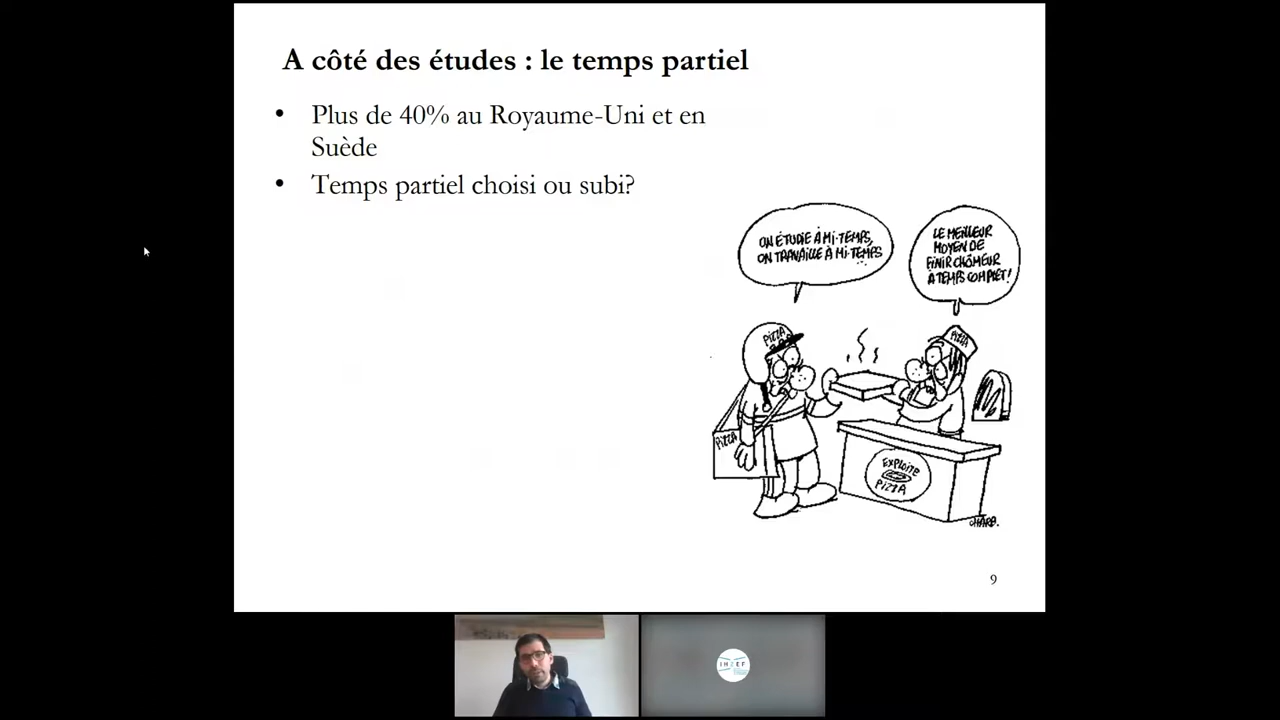 A côté des études : le temps partiel
• Plus de 40% au Royaume-Uni et en
Suède
• Temps partiel choisi ou subi?
ON ÉTUDIE À MI-TEMPS,
ON TRAVAILLE À MI-TEMPS
LE MEILLEUR
MOYEN DE
FINIR CHÔMEUR
À TEMPS COMPLET!
PIZZA
PIZZA
PIZZA
EXPLOITE
PIZZA
CHARB.
9
IH2EF